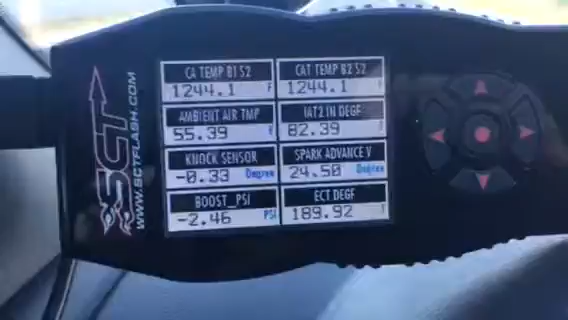 CA TEMP B1 S2
1244.1 F
CAT TEMP B2 S2
1244.1 F
AMBIENT AIR TMP
55.39 F
IAT2 IN DEGF
82.39 F
KNOCK SENSOR
-0.33 Degree
SPARK ADVANCE V
24.50 Degree
BOOST_PSI
-2.46 PSI
ECT.DEGF
189.92 F
SCT
WWW.SCTFLASH.COM